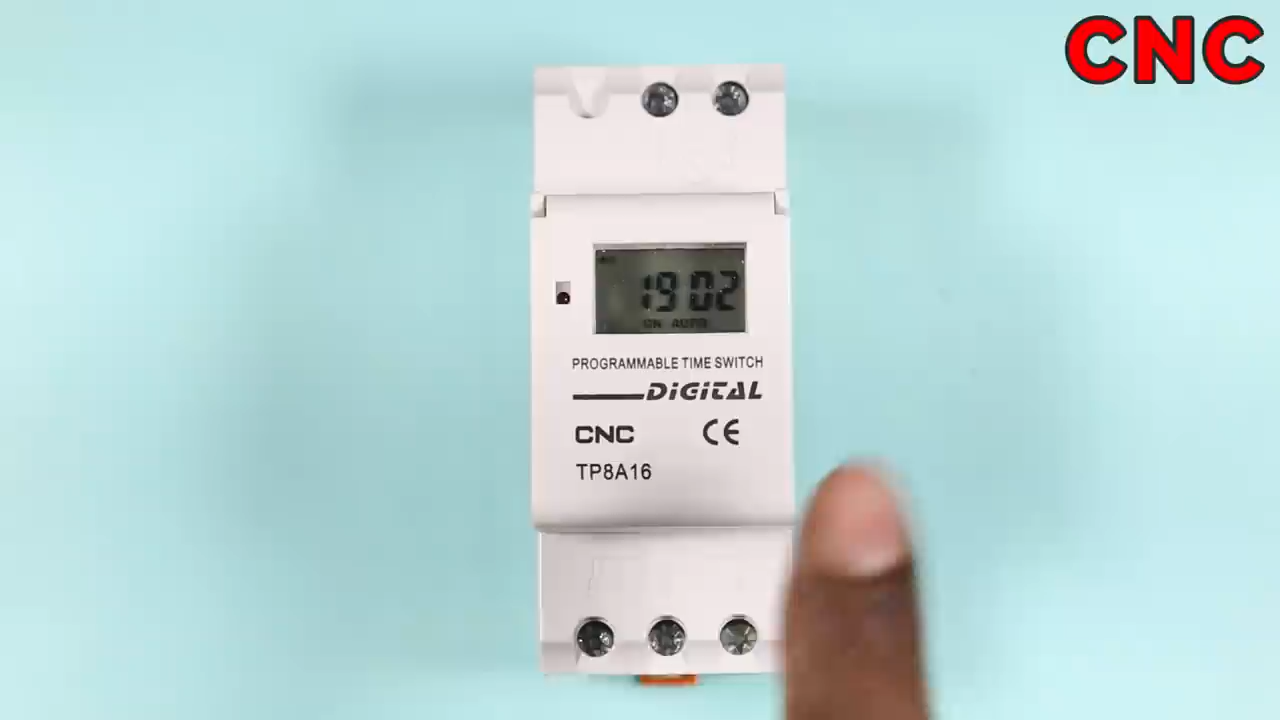 CNC
19 02
ON AUTO
PROGRAMMABLE TIME SWITCH
DIGITAL
CNC CE
TP8A16